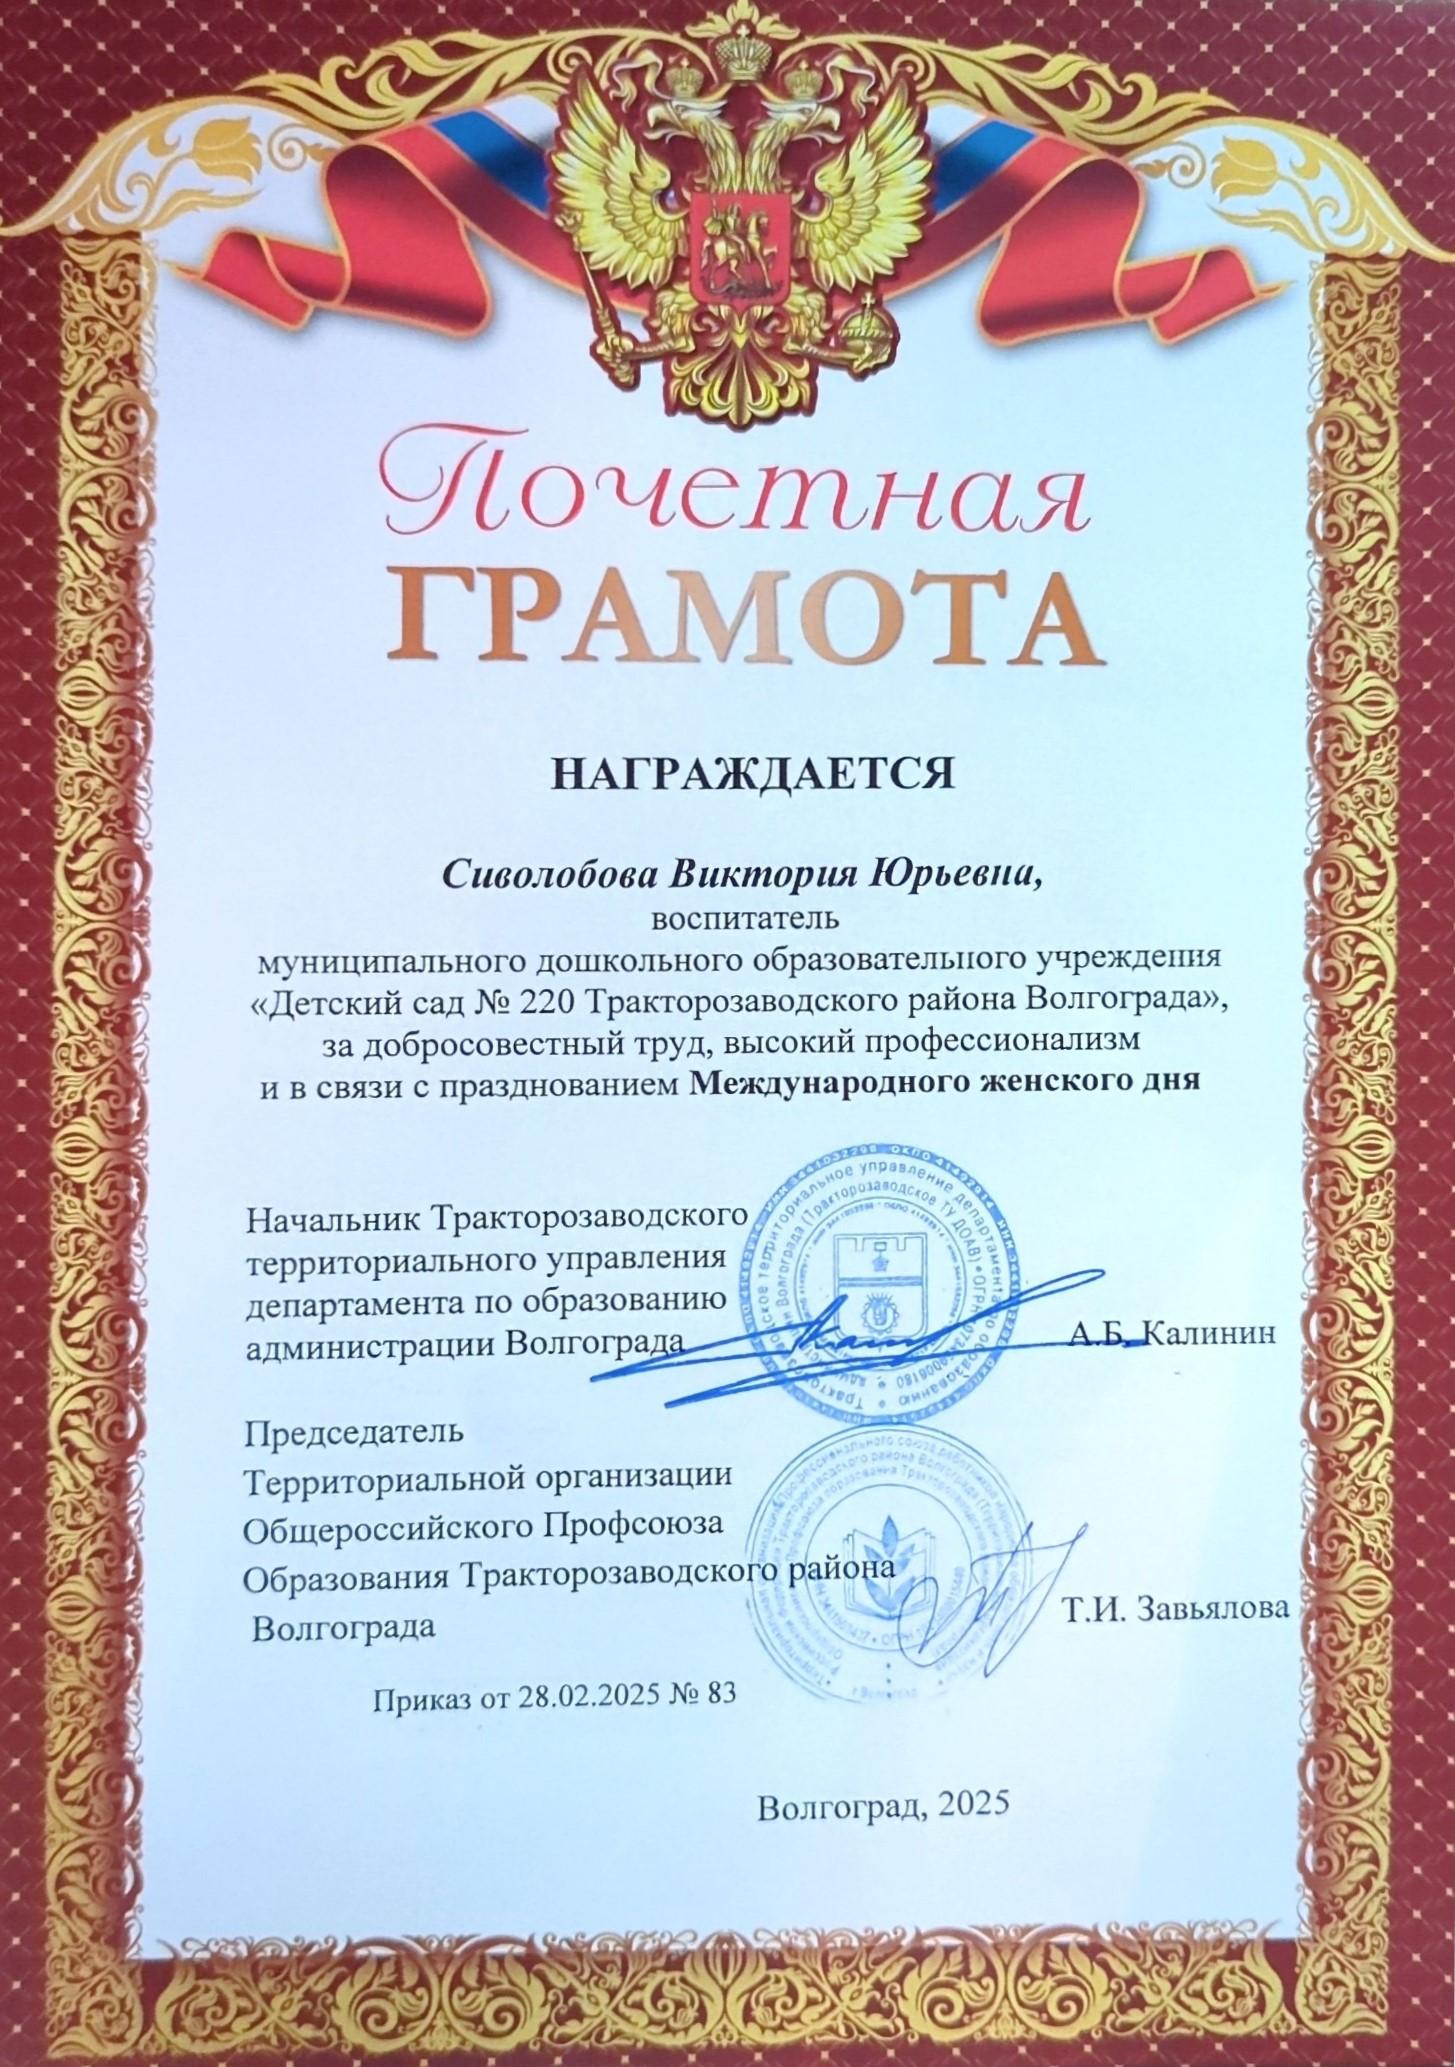 Почетная
ГРАМОТА
НАГРАЖДАЕТСЯ
Сиволобова Виктория Юрьевна,
воспитатель
муниципального дошкольного образовательного учреждения
«Детский сад № 220 Тракторозаводского района Волгограда»,
за добросовестный труд, высокий профессионализм
и в связи с празднованием Международного женского дня
Начальник Тракторозаводского
территориального управления
департамента по образованию
администрации Волгограда
А.Б. Калинин
Председатель
Территориальной организации
Общероссийского Профсоюза
Образования Тракторозаводского района
Волгограда
Т.И. Завьялова
Приказ от 28.02.2025 № 83
Волгоград, 2025